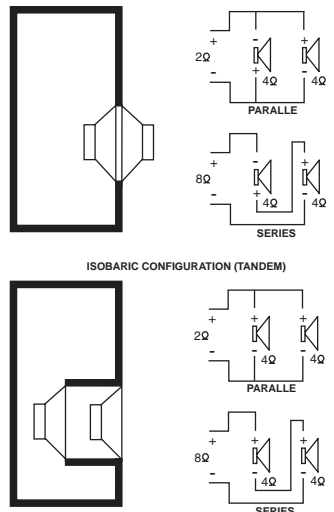 + - +
2Ω
- + -
4Ω 4Ω
PARALLE
+ - +
8Ω
- + -
4Ω 4Ω
SERIES
ISOBARIC CONFIGURATION (TANDEM)
+ + +
2Ω
- - -
4Ω 4Ω
PARALLE
+ + +
8Ω
- - -
4Ω 4Ω
SERIES